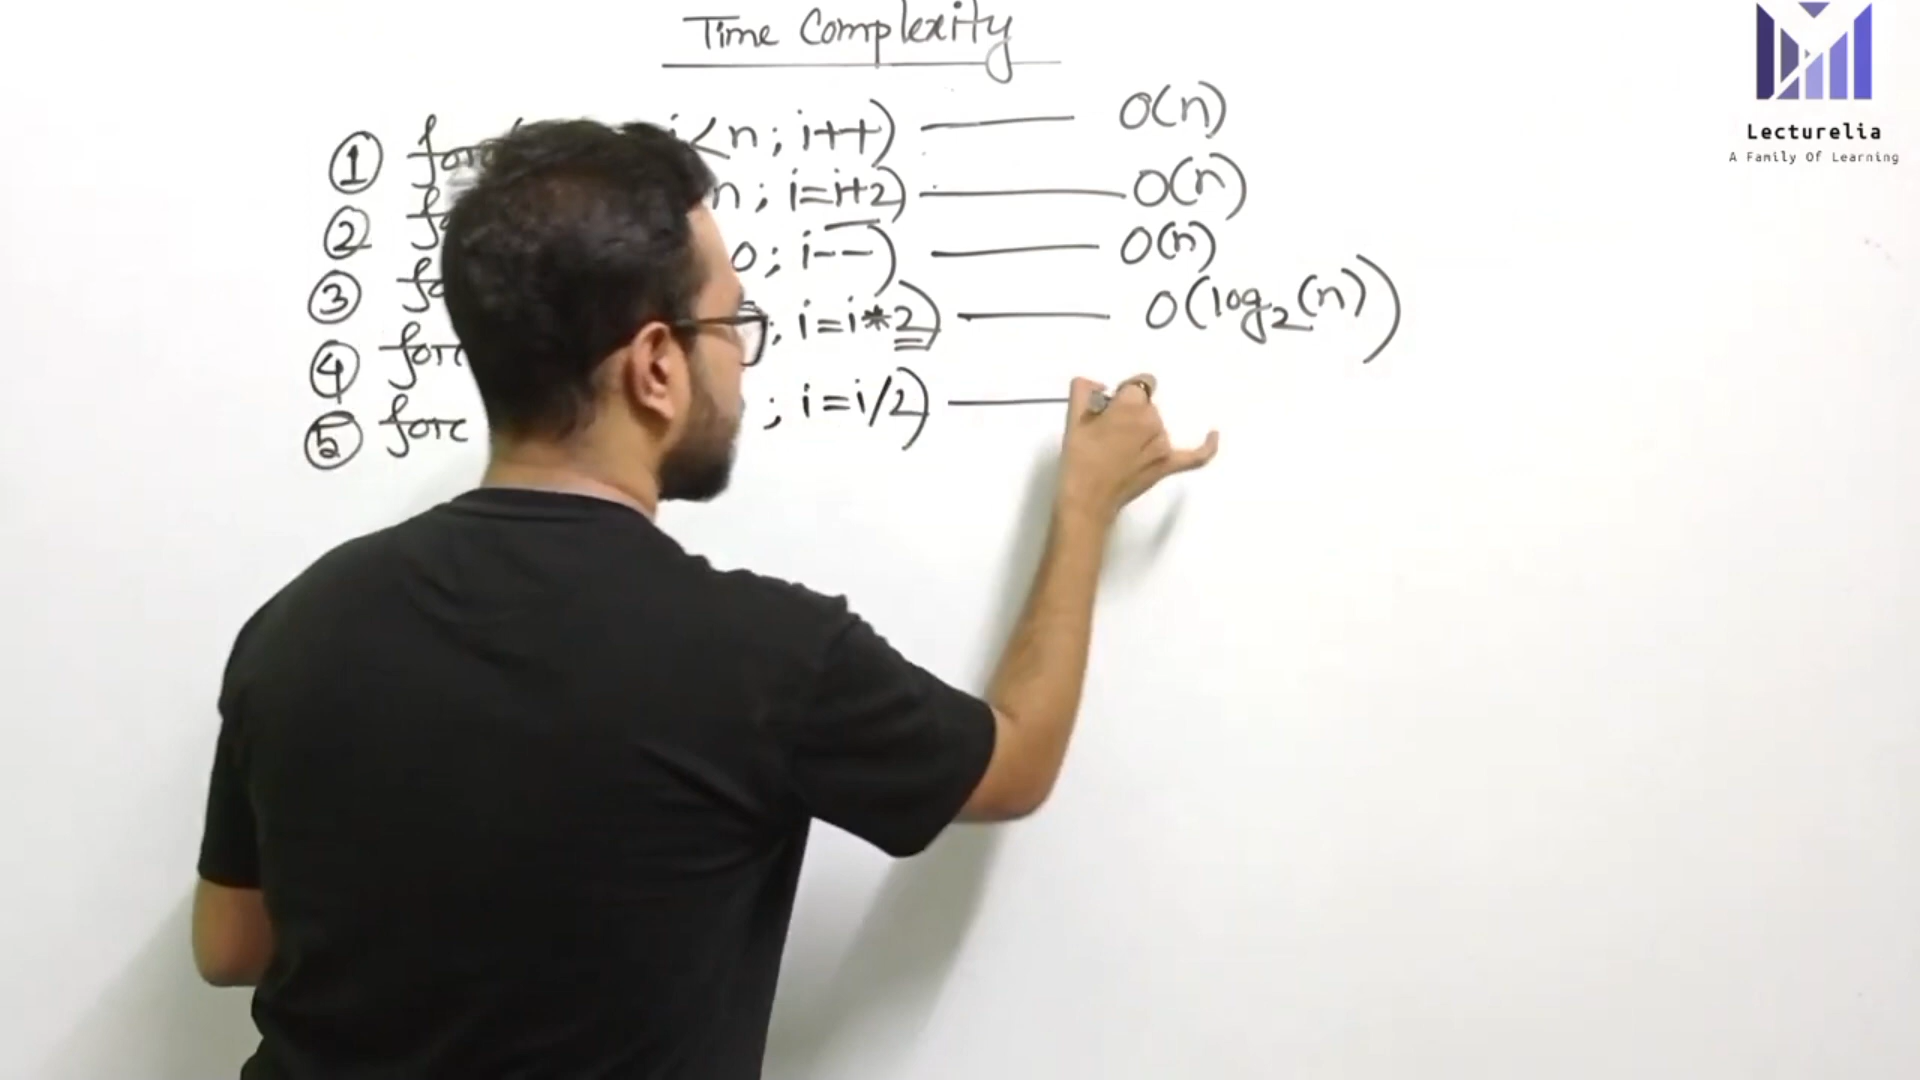 Time Complexity
① for( i<n; i++) O(n)
② n; i=i+2) O(n)
③ 0; i--) O(n)
④ for( ; i=i*2) O(log₂(n))
⑤ for( ; i=i/2)
Lecturelia
A Family Of Learning